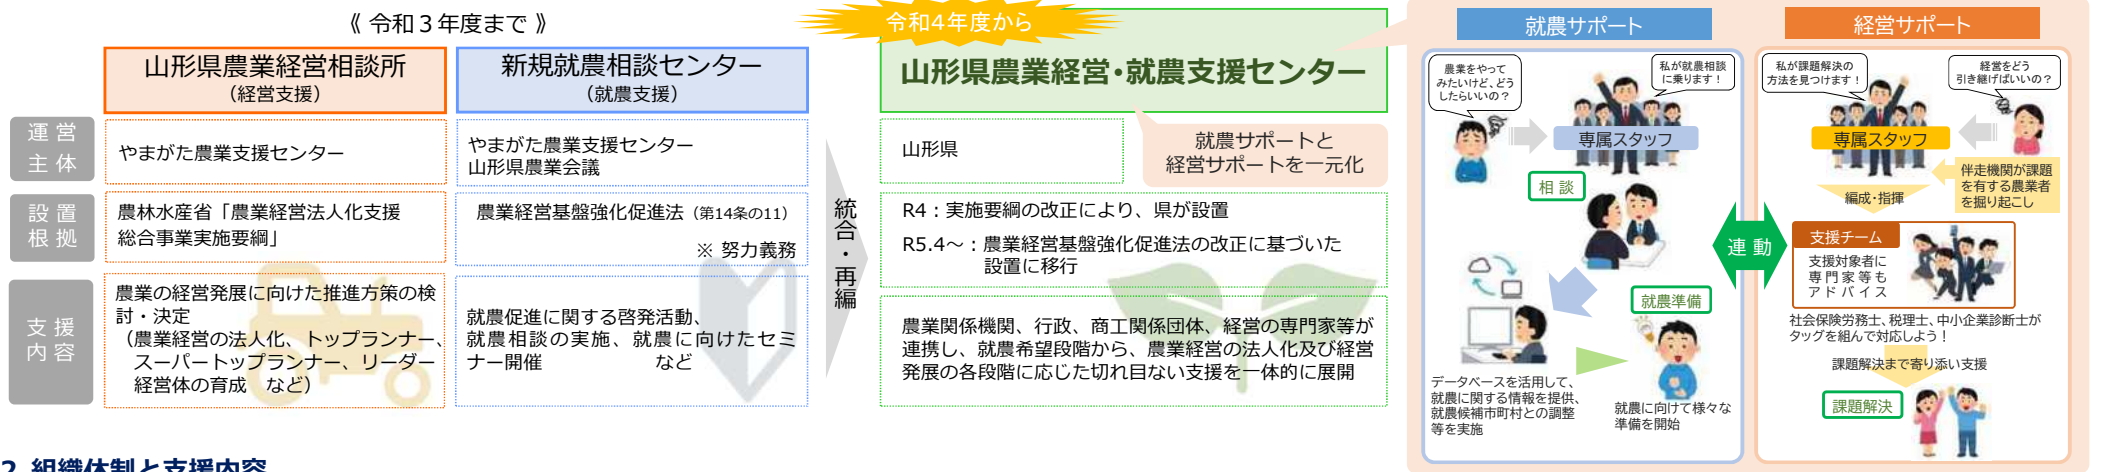 《 令和３年度まで 》
山形県農業経営相談所
（経営支援）
新規就農相談センター
（就農支援）
令和4年度から
山形県農業経営・就農支援センター
運 営
主 体
やまがた農業支援センター
やまがた農業支援センター
山形県農業会議
山形県
就農サポートと
経営サポートを一元化
設 置
根 拠
農林水産省「農業経営法人化支援
総合事業実施要綱」
農業経営基盤強化促進法（第14条の11）
※ 努力義務
統合・再編
R4：実施要綱の改正により、県が設置
R5.4～：農業経営基盤強化促進法の改正に基づいた
設置に移行
支 援
内 容
農業の経営発展に向けた推進方策の検
討・決定
（農業経営の法人化、トップランナー、
スーパートップランナー、リーダー
経営体の育成　など）
就農促進に関する啓発活動、
就農相談の実施、就農に向けたセミ
ナー開催　　　　　など
農業関係機関、行政、商工関係団体、経営の専門家等が
連携し、就農希望段階から、農業経営の法人化及び経営
発展の各段階に応じた切れ目ない支援を一体的に展開
就農サポート
農業をやって
みたいけど、どう
したらいいの？
私が就農相談
に乗ります！
専属スタッフ
相 談
就農準備
データベースを活用して、
就農に関する情報を提供、
就農候補市町村との調整
等を実施
就農に向けて様々な
準備を開始
連 動
経営サポート
私が課題解決の
方法を見つけます！
経営をどう
引き継げばいいの？
専属スタッフ
伴走機関が課題
を有する農業者
を掘り起こし
編成・指揮
支援チーム
支援対象者に
専門家等も
アドバイス
社会保険労務士、税理士、中小企業診断士が
タッグを組んで対応しよう！
課題解決まで寄り添い支援
課題解決
2 組織体制と支援内容